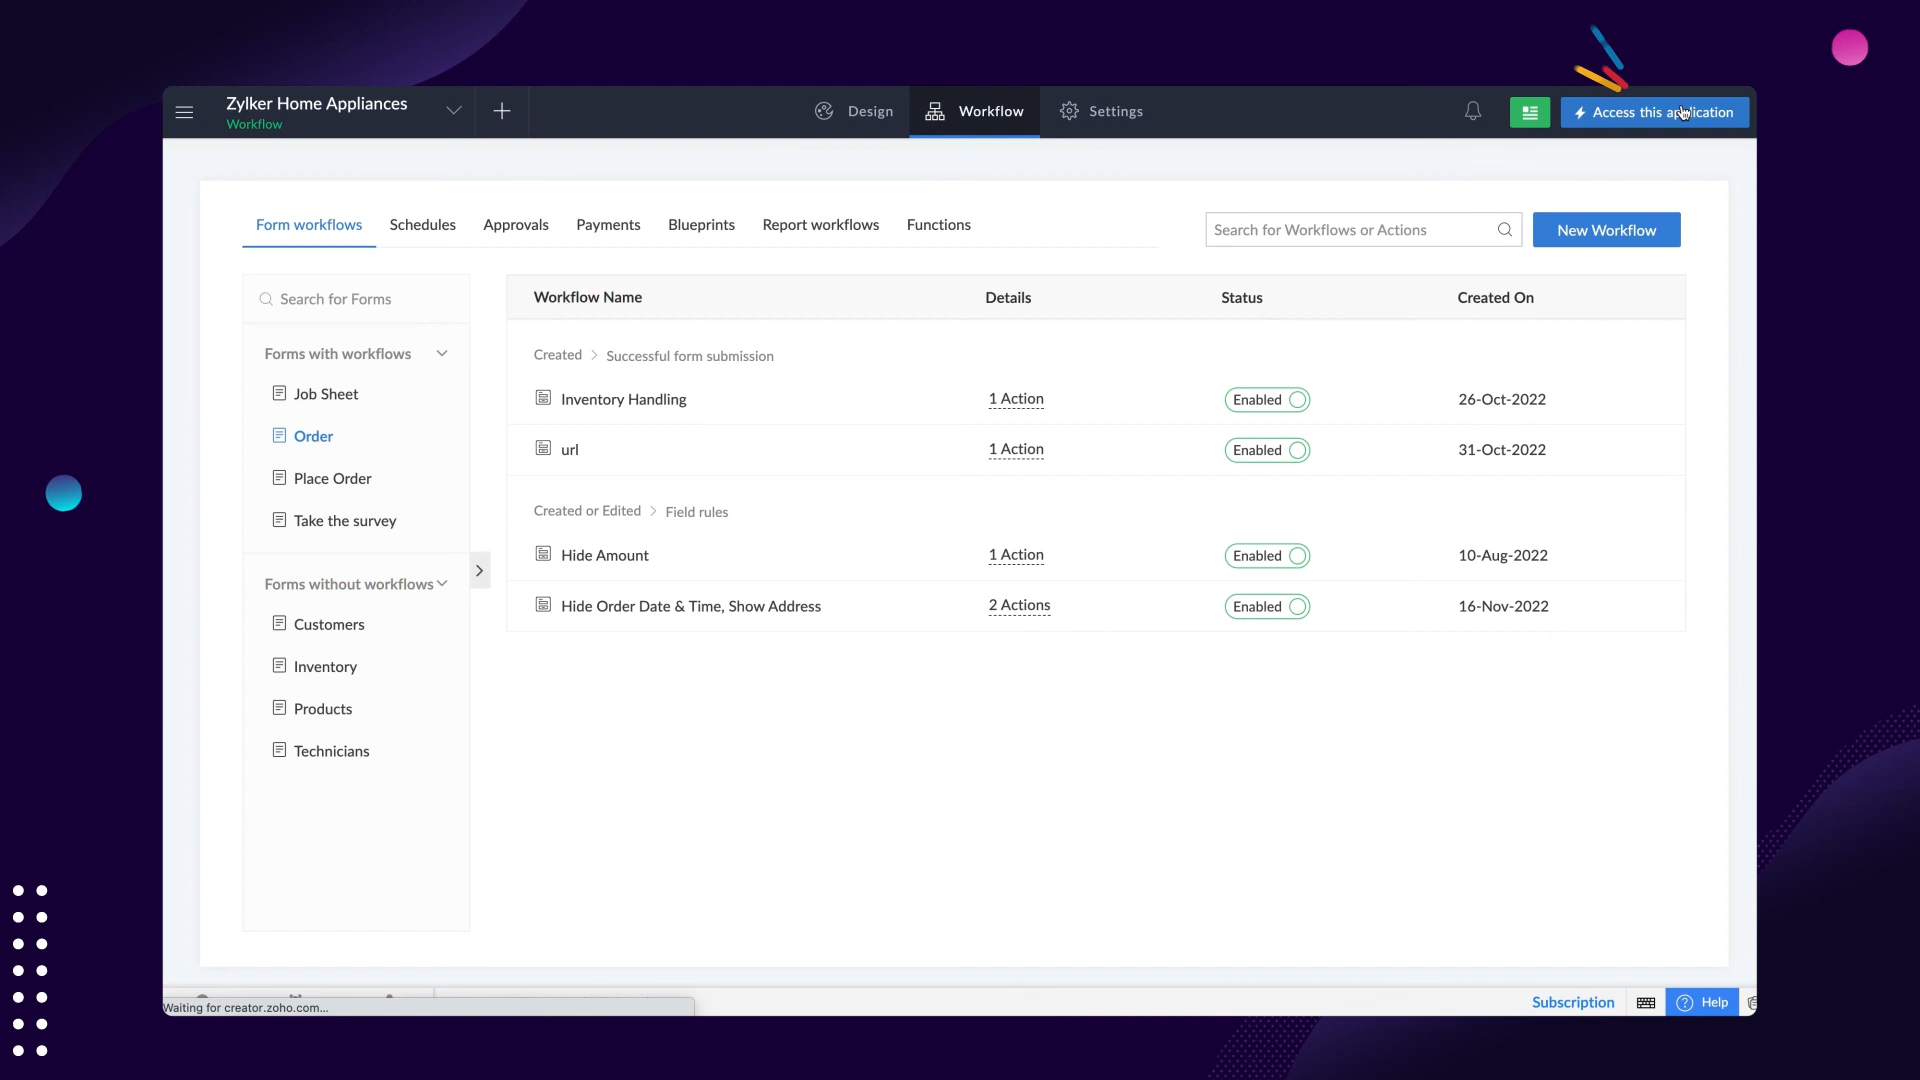 Zylker Home Appliances
Workflow
Design
Workflow
Settings
Access this application
Form workflows
Schedules
Approvals
Payments
Blueprints
Report workflows
Functions
Search for Workflows or Actions
New Workflow
Search for Forms
Forms with workflows
Job Sheet
Order
Place Order
Take the survey
Forms without workflows
Customers
Inventory
Products
Technicians
Workflow Name Details Status Created On
Created > Successful form submission
Inventory Handling 1 Action Enabled 26-Oct-2022
url 1 Action Enabled 31-Oct-2022
Created or Edited > Field rules
Hide Amount 1 Action Enabled 10-Aug-2022
Hide Order Date & Time, Show Address 2 Actions Enabled 16-Nov-2022
Waiting for creator.zoho.com...
Subscription
? Help